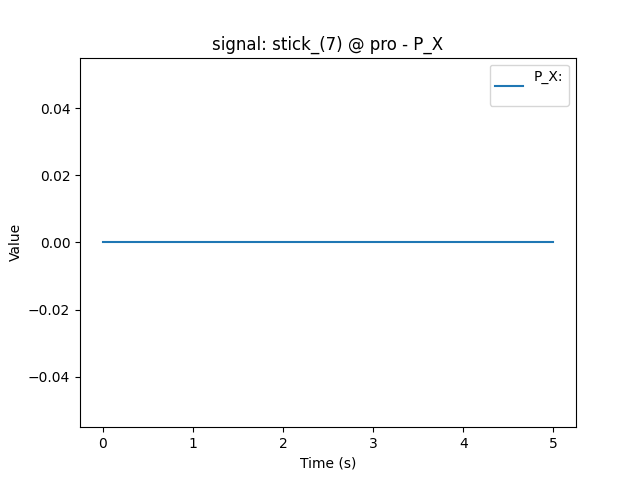 signal: stick_(7) @ pro - P_X
P_X:
0.04
0.02
0.00
−0.02
−0.04
Value
0 1 2 3 4 5
Time (s)